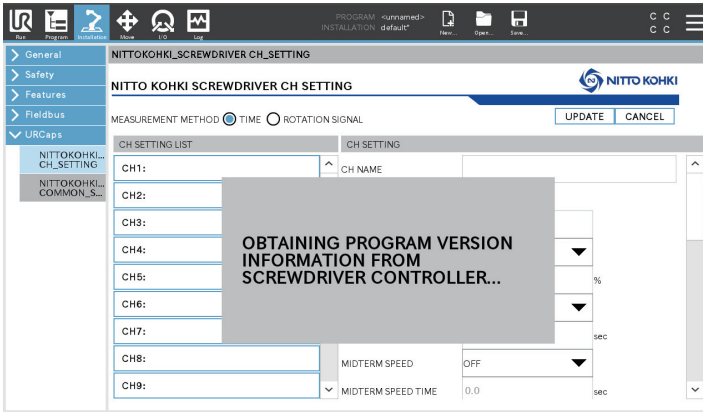 PROGRAM <unnamed>
INSTALLATION default*
Run Program Installation Move I/O Log New... Open... Save...
C C
C C
General
Safety
Features
Fieldbus
URCaps
NITTOKOHKI...
CH_SETTING
NITTOKOHKI...
COMMON_S...
NITTOKOHKI_SCREWDRIVER CH_SETTING
NITTO KOHKI SCREWDRIVER CH SETTING
NITTO KOHKI
MEASUREMENT METHOD TIME ROTATION SIGNAL
UPDATE CANCEL
CH SETTING LIST
CH SETTING
CH1:
CH2:
CH3:
CH4:
CH5:
CH6:
CH7:
CH8:
CH9:
CH NAME
OBTAINING PROGRAM VERSION
INFORMATION FROM
SCREWDRIVER CONTROLLER...
%
sec
MIDTERM SPEED OFF
MIDTERM SPEED TIME 0.0 sec